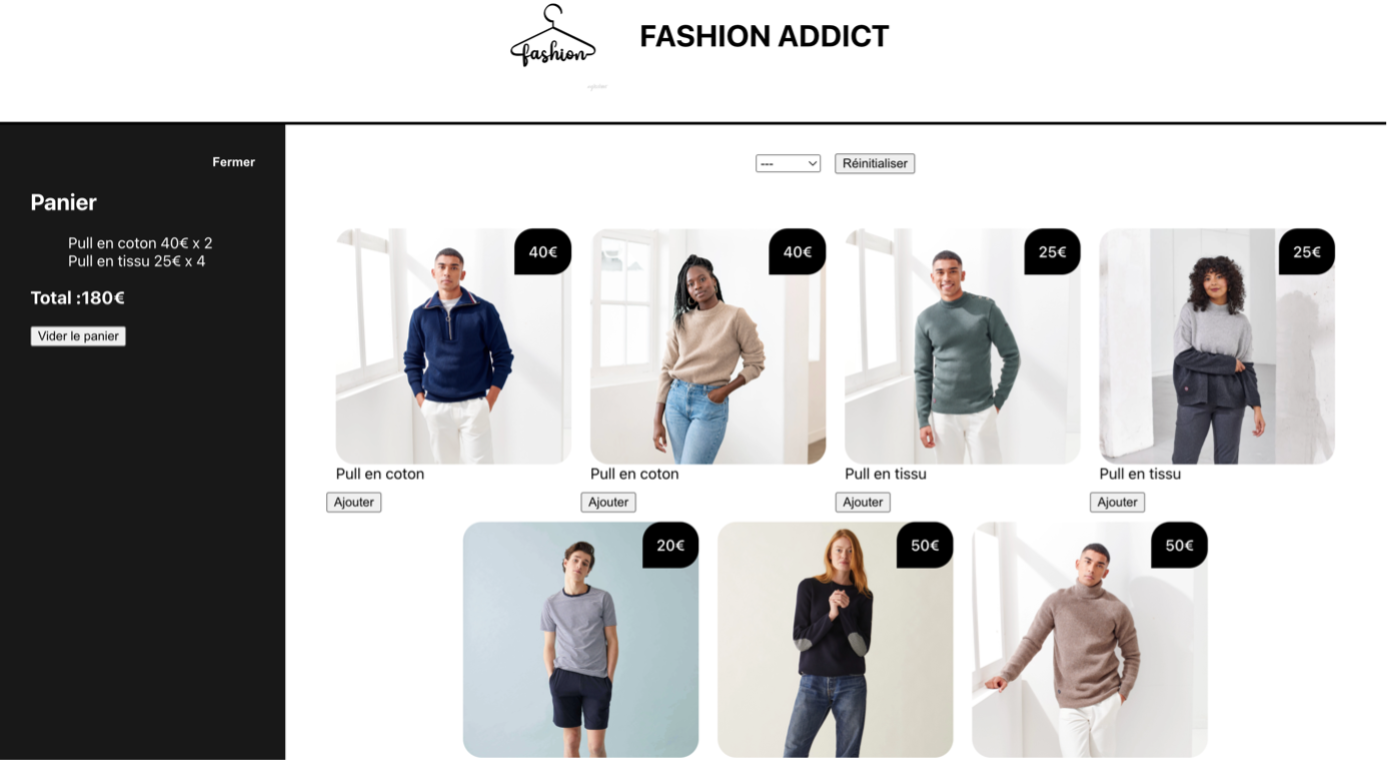 fashion
FASHION ADDICT
Fermer
Panier
Pull en coton 40€ x 2
Pull en tissu 25€ x 4
Total :180€
Vider le panier
---
Réinitialiser
40€
40€
25€
25€
Pull en coton
Pull en coton
Pull en tissu
Pull en tissu
Ajouter
Ajouter
Ajouter
Ajouter
20€
50€
50€